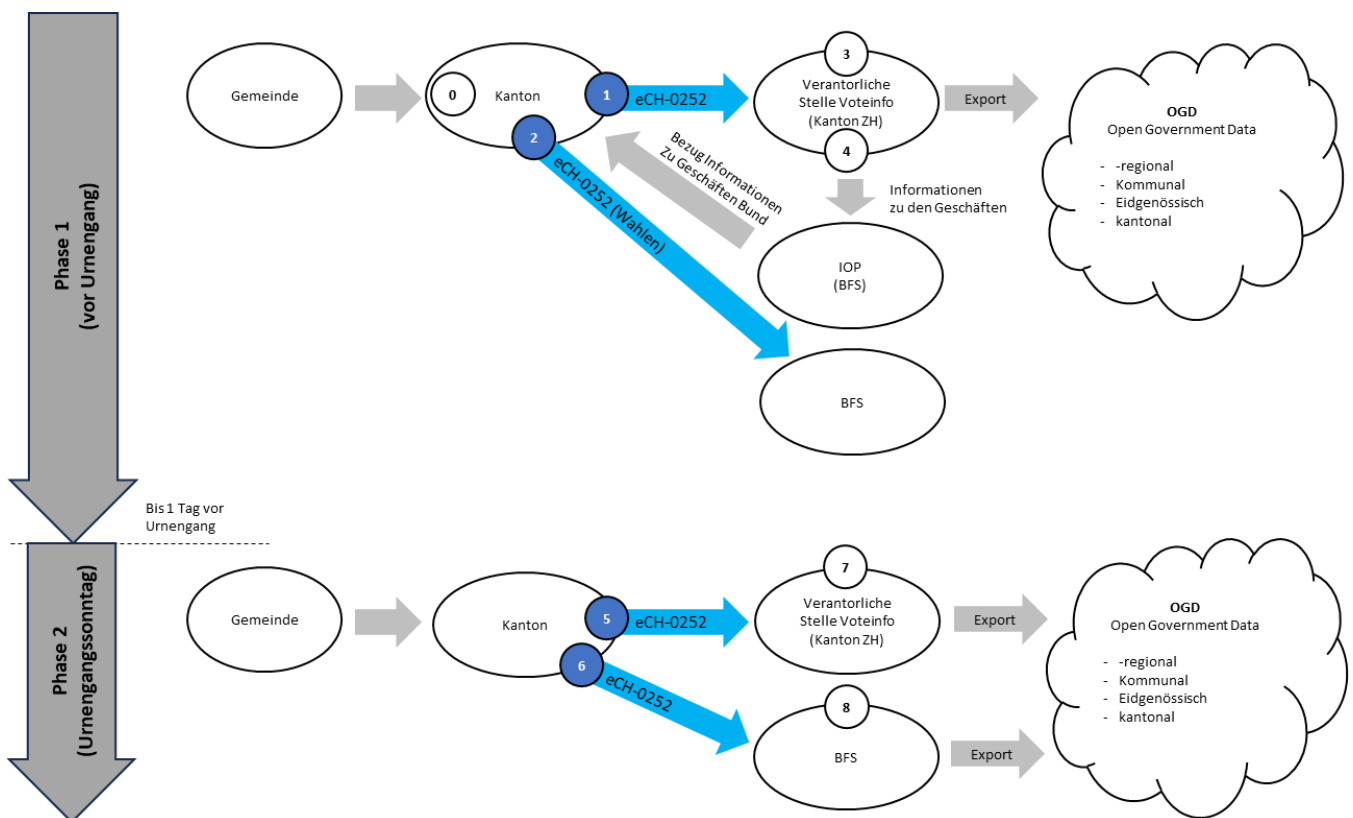 Phase 1
(vor Urnengang)
Gemeinde
0
Kanton
1
eCH-0252
2
eCH-0252 (Wahlen)
3
Verantorliche
Stelle Voteinfo
(Kanton ZH)
4
Export
OGD
Open Government Data
- -regional
- Kommunal
- Eidgenössisch
- kantonal
Bezug Informationen
Zu Geschäften Bund
Informationen
zu den Geschäften
IOP
(BFS)
BFS
Bis 1 Tag vor
Urnengang
Phase 2
(Urnengangssonntag)
Gemeinde
Kanton
5
eCH-0252
6
eCH-0252
7
Verantorliche
Stelle Voteinfo
(Kanton ZH)
Export
8
BFS
Export
OGD
Open Government Data
- -regional
- Kommunal
- Eidgenössisch
- kantonal